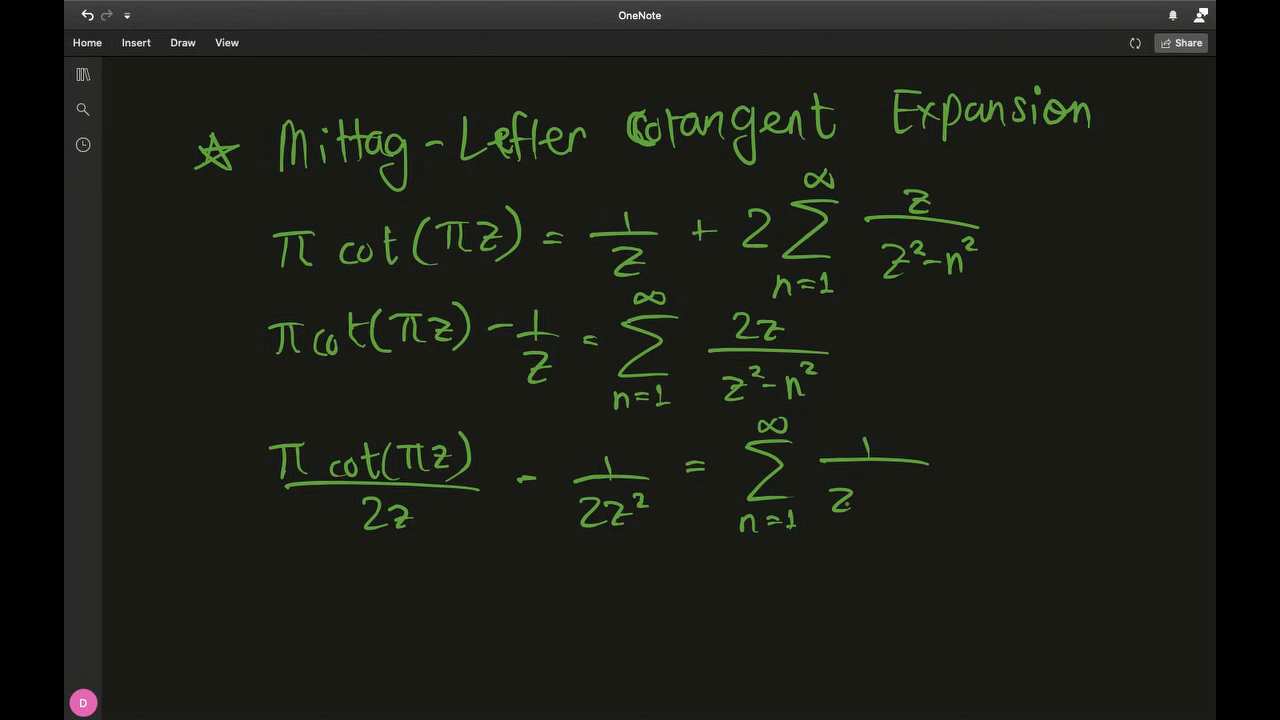 OneNote
Home Insert Draw View Share
☆ Mittag-Lefler Cotangent Expansion
π cot(πz) = 1/z + 2 ∑_{n=1}^{∞} z/(z²-n²)
π cot(πz) - 1/z = ∑_{n=1}^{∞} 2z/(z²-n²)
π cot(πz)/2z - 1/2z² = ∑_{n=1}^{∞} 1/z
D